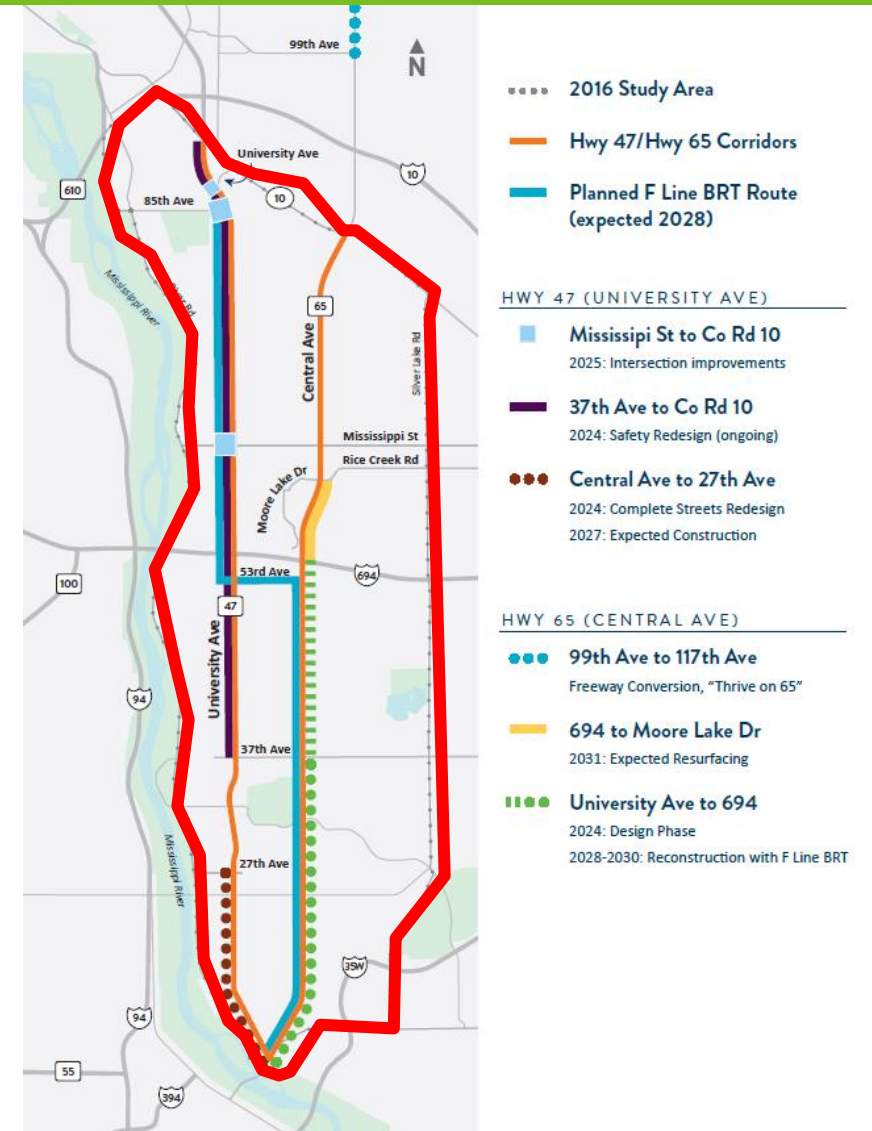 99th Ave
N
University Ave
10
610
10
85th Ave
Mississippi River
River Rd
65
Central Ave
Silver Lake Rd
Mississippi St
Rice Creek Rd
Moore Lake Dr
53rd Ave
694
100
47
University Ave
94
37th Ave
27th Ave
Mississippi River
35W
94
55
394
2016 Study Area
Hwy 47/Hwy 65 Corridors
Planned F Line BRT Route
(expected 2028)
HWY 47 (UNIVERSITY AVE)
Mississipi St to Co Rd 10
2025: Intersection improvements
37th Ave to Co Rd 10
2024: Safety Redesign (ongoing)
Central Ave to 27th Ave
2024: Complete Streets Redesign
2027: Expected Construction
HWY 65 (CENTRAL AVE)
99th Ave to 117th Ave
Freeway Conversion, “Thrive on 65”
694 to Moore Lake Dr
2031: Expected Resurfacing
University Ave to 694
2024: Design Phase
2028-2030: Reconstruction with F Line BRT